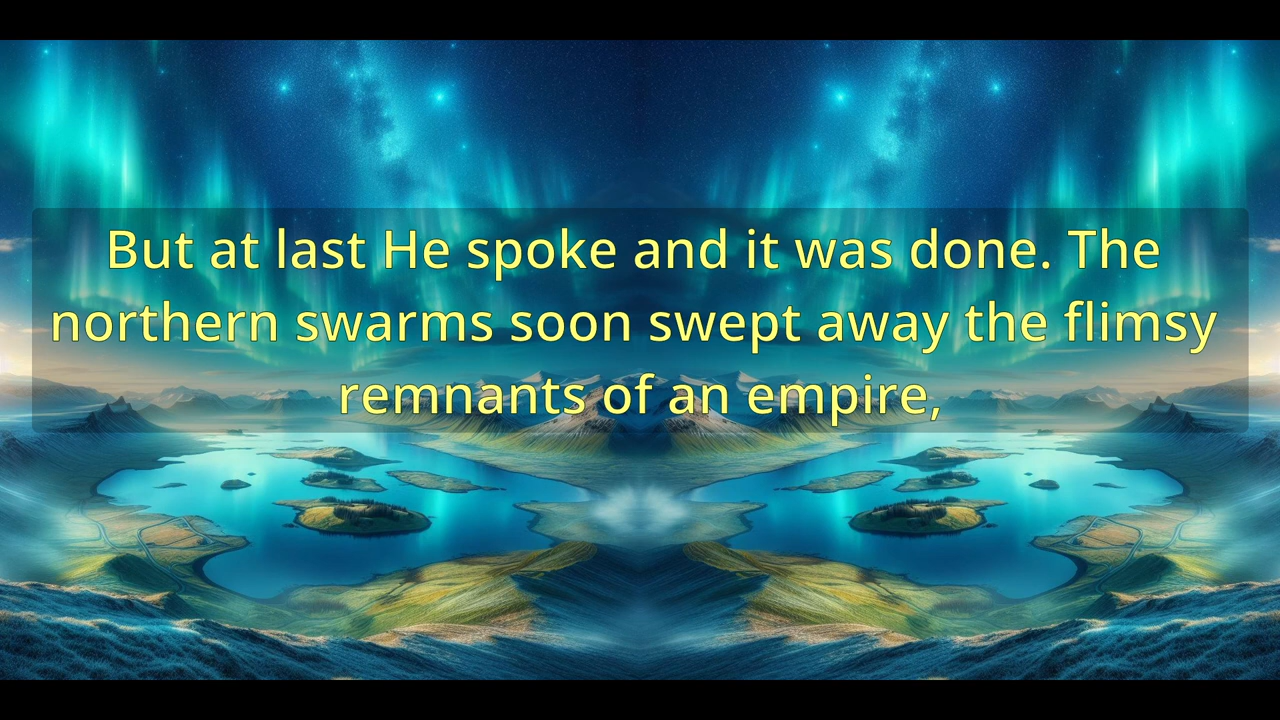 But at last He spoke and it was done. The
northern swarms soon swept away the flimsy
remnants of an empire,